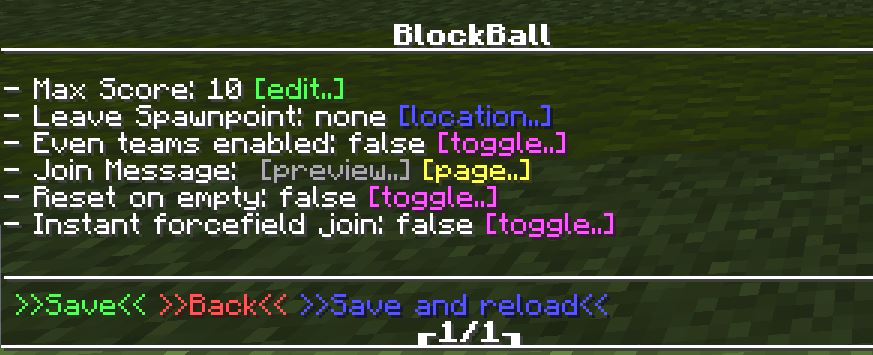 BlockBall
- Max Score: 10 [edit..]
- Leave Spawnpoint: none [location..]
- Even teams enabled: false [toggle..]
- Join Message: [preview..] [page..]
- Reset on empty: false [toggle..]
- Instant forcefield join: false [toggle..]
>>Save<< >>Back<< >>Save and reload<<
┌1/1┐